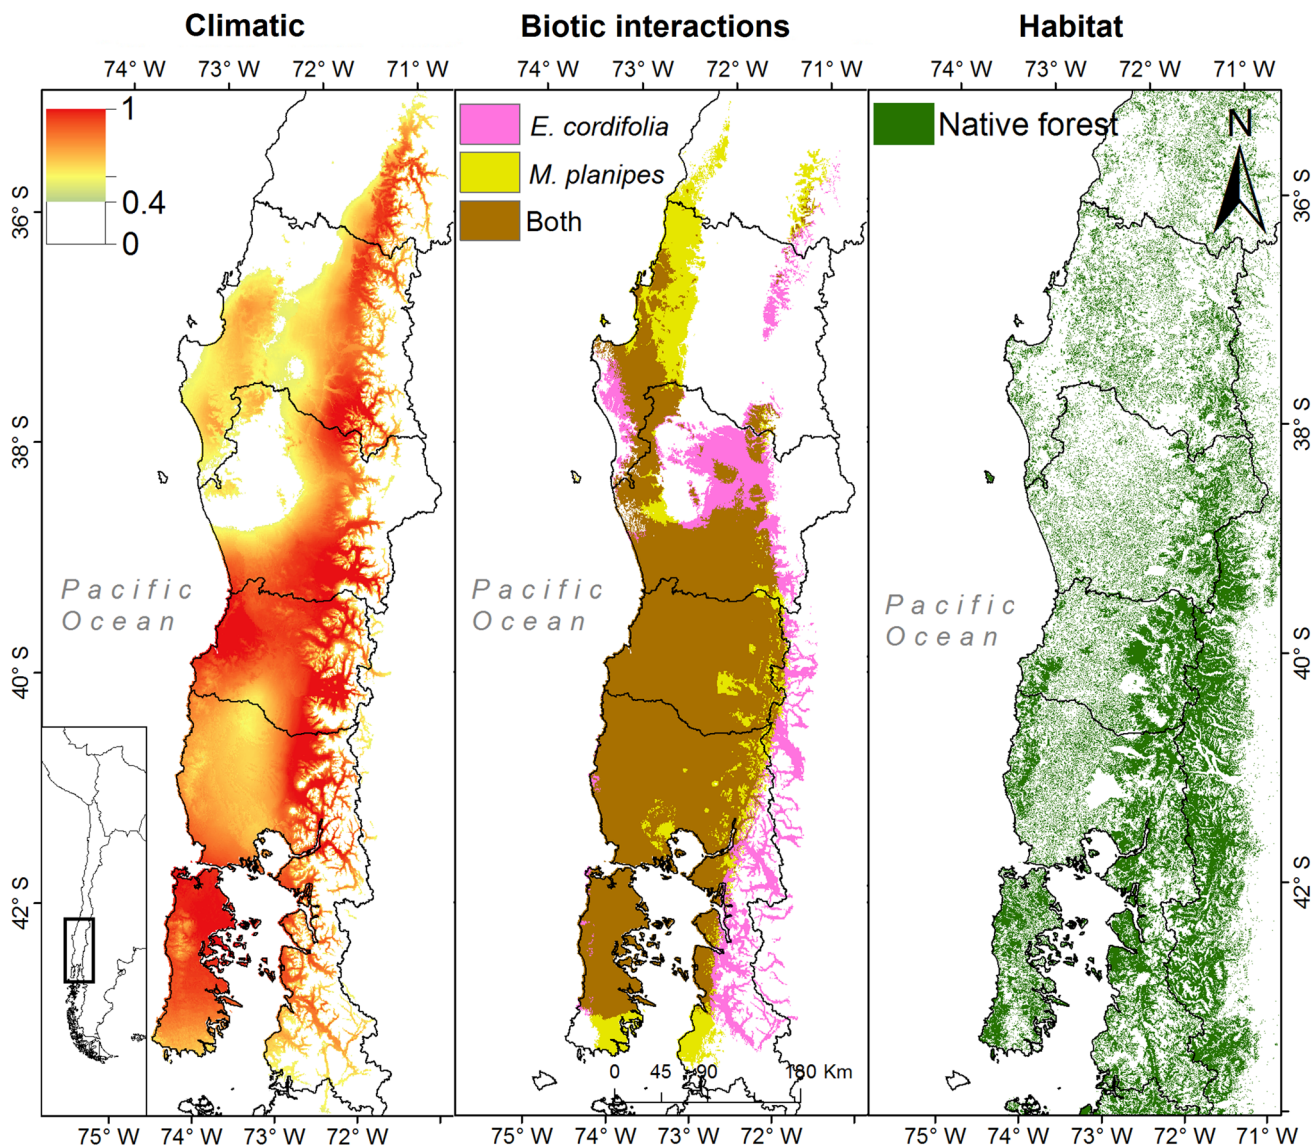 Climatic
Biotic interactions
Habitat
74° W 73° W 72° W 71° W
74° W 73° W 72° W 71° W
74° W 73° W 72° W 71° W
1
0.4
0
E. cordifolia
M. planipes
Both
Native forest
N
36° S
38° S
40° S
42° S
36° S
38° S
40° S
42° S
Pacific
Ocean
Pacific
Ocean
Pacific
Ocean
0 45 90 180 Km
75° W 74° W 73° W 72° W
75° W 74° W 73° W 72° W
75° W 74° W 73° W 72° W